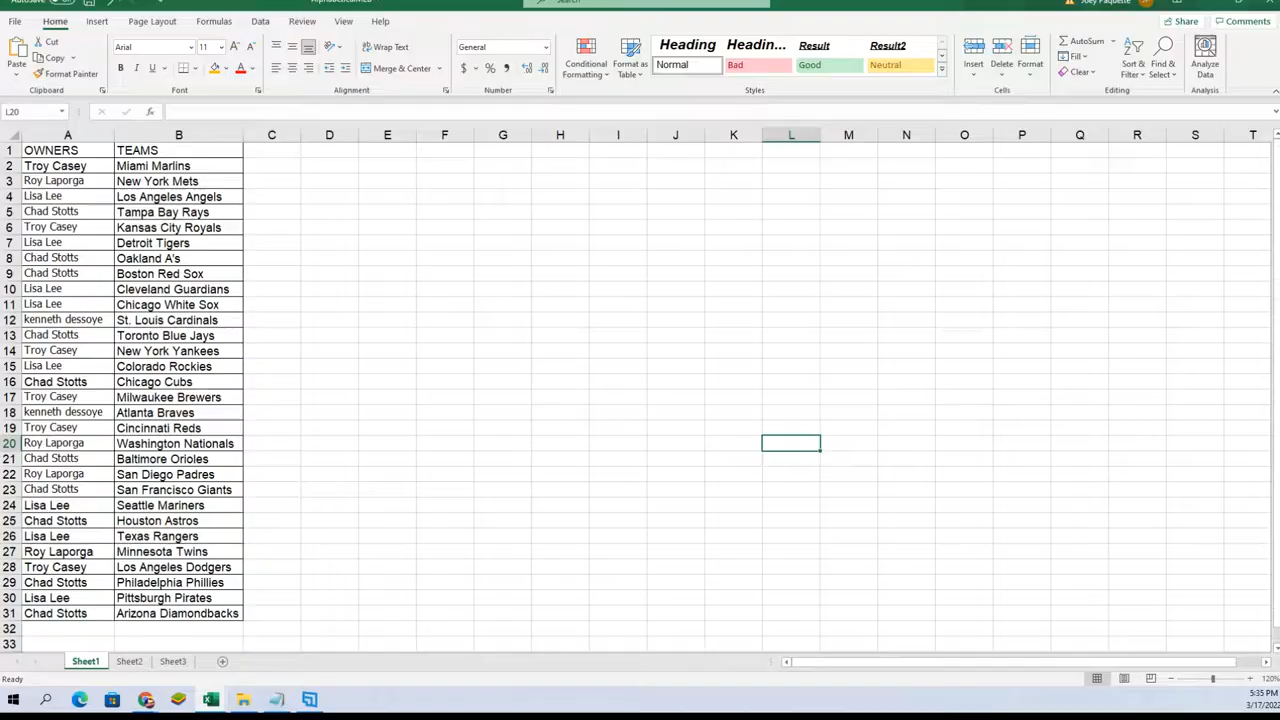 File Home Insert Page Layout Formulas Data Review View Help Share Comments
Cut
Copy
Format Painter
Paste
Arial 11
B I U
Wrap Text
Merge & Center
General
$ % ,
Conditional Formatting
Format as Table
Heading Headin... Result Result2
Normal Bad Good Neutral
Insert Delete Format
AutoSum
Fill
Clear
Sort & Filter
Find & Select
Analyze Data
Clipboard Font Alignment Number Styles Cells Editing Analysis
L20 fx
A B C D E F G H I J K L M N O P Q R S T
1 OWNERS TEAMS
2 Troy Casey Miami Marlins
3 Roy Laporga New York Mets
4 Lisa Lee Los Angeles Angels
5 Chad Stotts Tampa Bay Rays
6 Troy Casey Kansas City Royals
7 Lisa Lee Detroit Tigers
8 Chad Stotts Oakland A's
9 Chad Stotts Boston Red Sox
10 Lisa Lee Cleveland Guardians
11 Lisa Lee Chicago White Sox
12 kenneth dessoye St. Louis Cardinals
13 Chad Stotts Toronto Blue Jays
14 Troy Casey New York Yankees
15 Lisa Lee Colorado Rockies
16 Chad Stotts Chicago Cubs
17 Troy Casey Milwaukee Brewers
18 kenneth dessoye Atlanta Braves
19 Troy Casey Cincinnati Reds
20 Roy Laporga Washington Nationals
21 Chad Stotts Baltimore Orioles
22 Roy Laporga San Diego Padres
23 Chad Stotts San Francisco Giants
24 Lisa Lee Seattle Mariners
25 Chad Stotts Houston Astros
26 Lisa Lee Texas Rangers
27 Roy Laporga Minnesota Twins
28 Troy Casey Los Angeles Dodgers
29 Chad Stotts Philadelphia Phillies
30 Lisa Lee Pittsburgh Pirates
31 Chad Stotts Arizona Diamondbacks
32
33
Sheet1 Sheet2 Sheet3
Ready 120%
5:35 PM